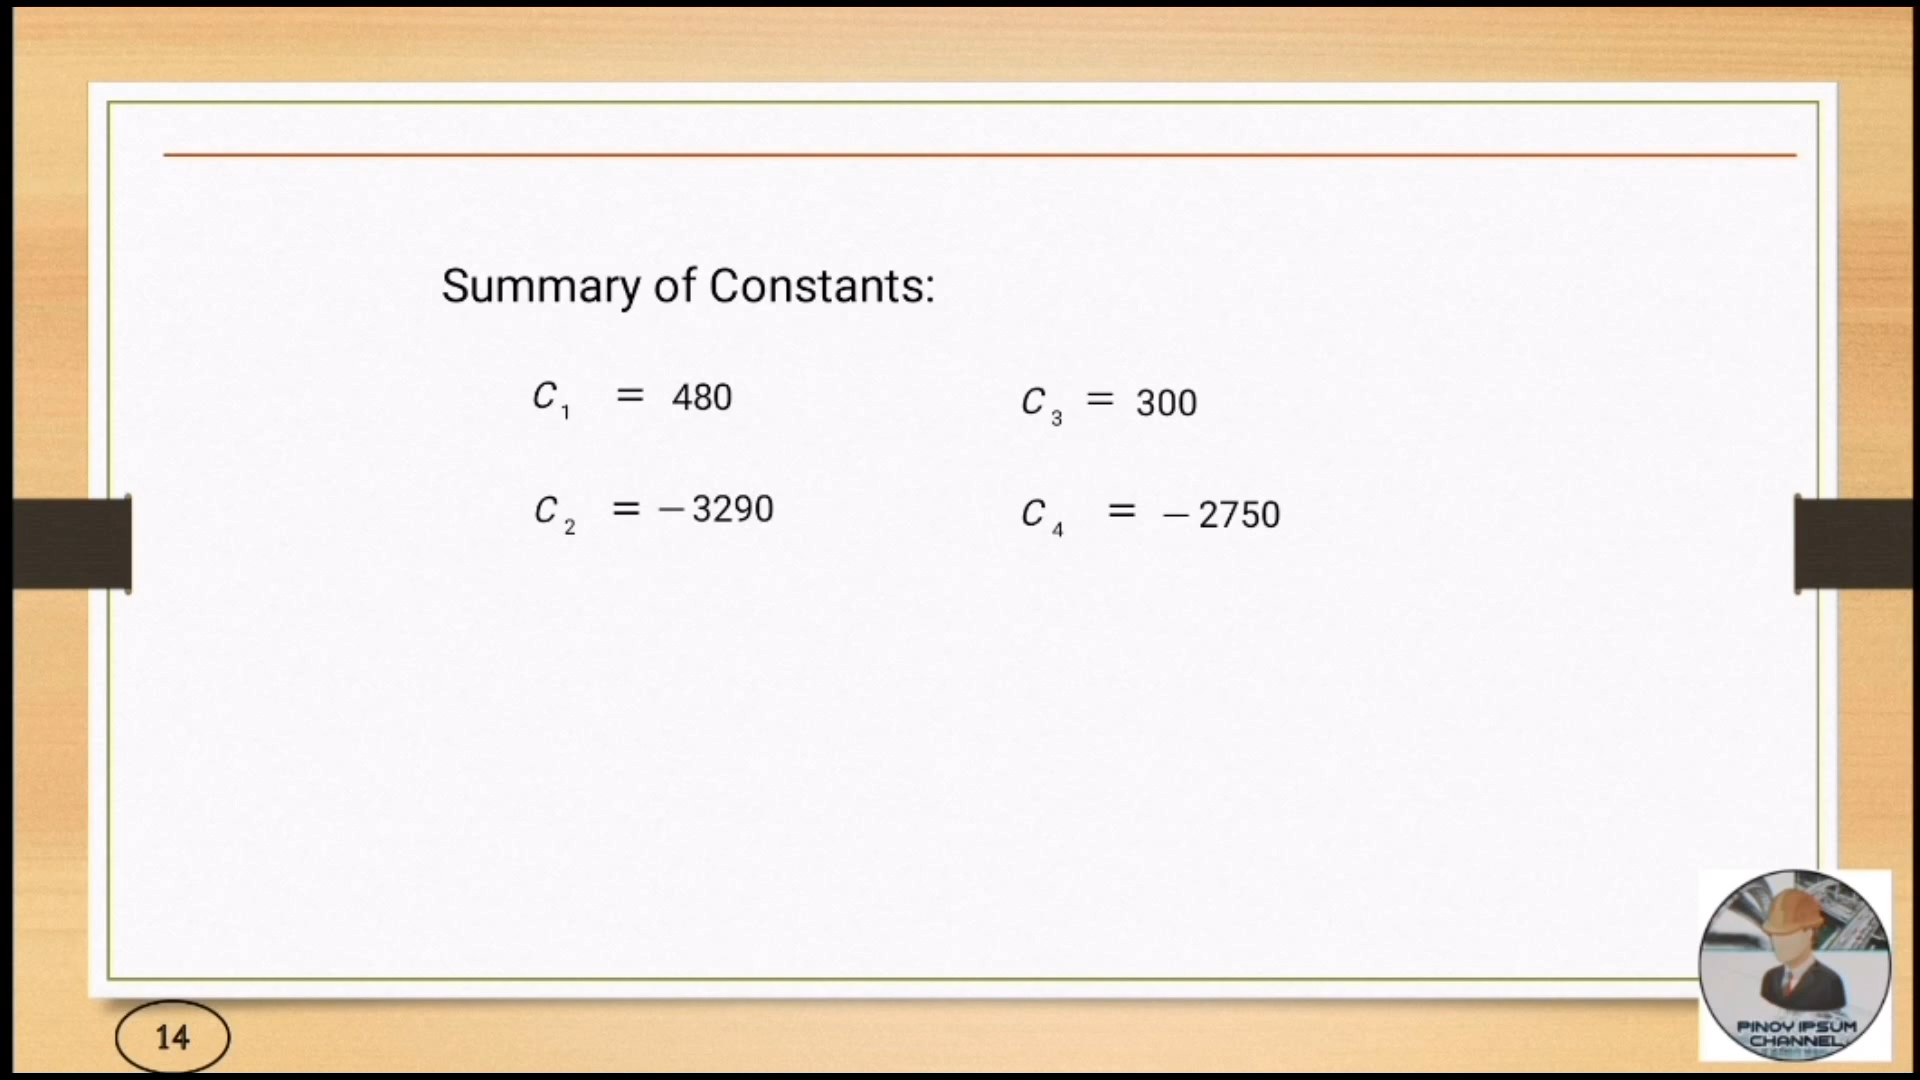 Summary of Constants:
C₁ = 480
C₃ = 300
C₂ = −3290
C₄ = −2750
14
PINOY IPSUM
CHANNEL